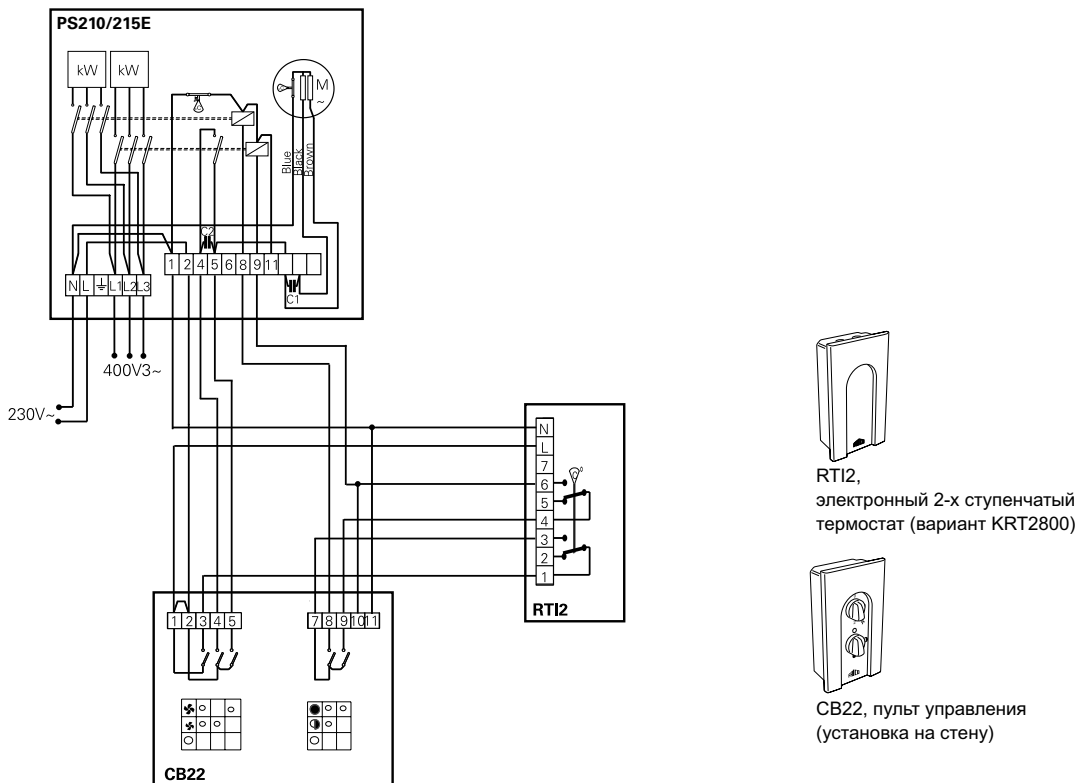 PS210/215E
kW kW
M
~
Blue
Black
Brown
C2
1 2 4 5 6 8 9 11
N L L1 L2 L3
C1
400V3~
230V~
N
L
7
6
5
4
3
2
1
RTI2
1 2 3 4 5
7 8 9 10 11
CB22
RTI2,
электронный 2-х ступенчатый
термостат (вариант KRT2800)
CB22, пульт управления
(установка на стену)